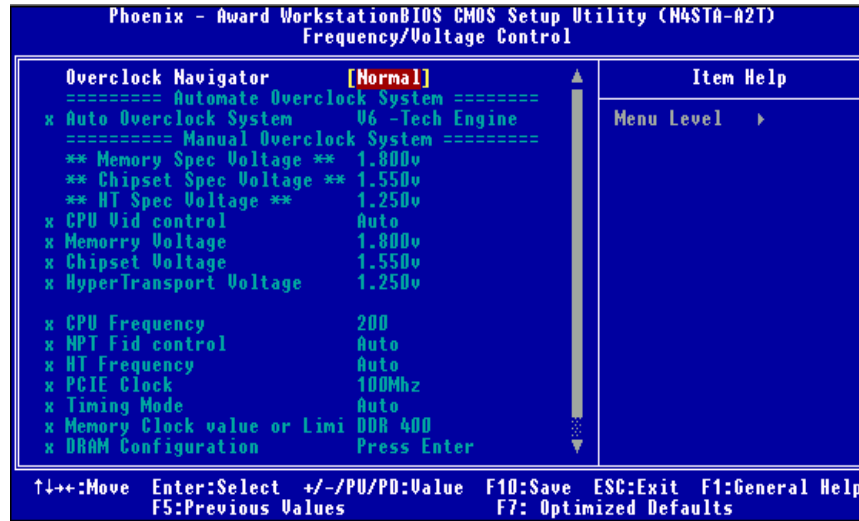 Phoenix - Award WorkstationBIOS CMOS Setup Utility (N4STA-A2T)
Frequency/Voltage Control
Overclock Navigator [Normal]
========= Automate Overclock System ========
x Auto Overclock System V6 -Tech Engine
========== Manual Overclock System =========
** Memory Spec Voltage ** 1.800v
** Chipset Spec Voltage ** 1.550v
** HT Spec Voltage ** 1.250v
x CPU Vid control Auto
x Memorry Voltage 1.800v
x Chipset Voltage 1.550v
x HyperTransport Voltage 1.250v
x CPU Frequency 200
x NPT Fid control Auto
x HT Frequency Auto
x PCIE Clock 100Mhz
x Timing Mode Auto
x Memory Clock value or Limi DDR 400
x DRAM Configuration Press Enter
Item Help
Menu Level ▸
↑↓→←:Move Enter:Select +/-/PU/PD:Value F10:Save ESC:Exit F1:General Help
F5:Previous Values F7: Optimized Defaults